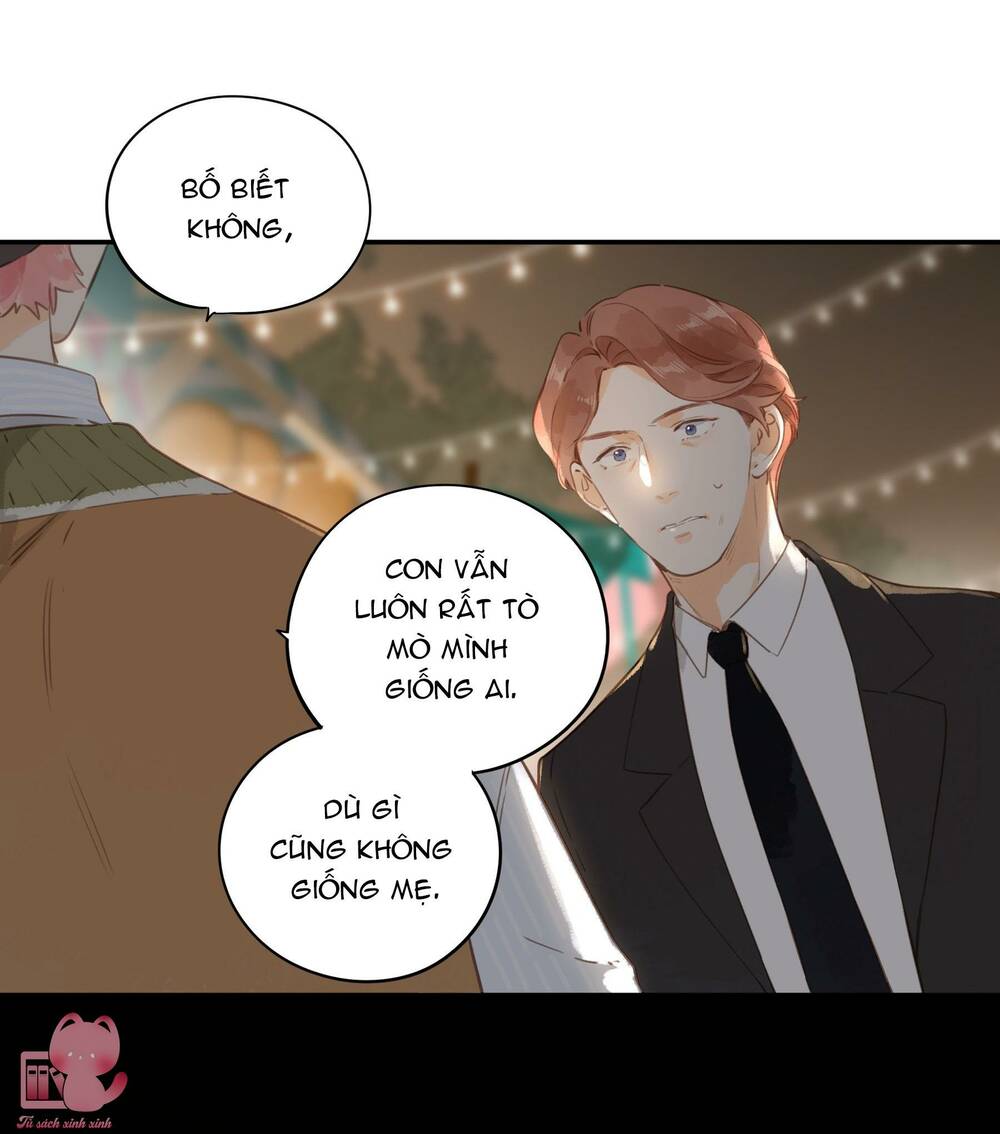 BỐ BIẾT
KHÔNG,
CON VẪN
LUÔN RẤT TÒ
MÒ MÌNH
GIỐNG AI.
DÙ GÌ
CŨNG KHÔNG
GIỐNG MẸ.
Tủ sách xinh xinh